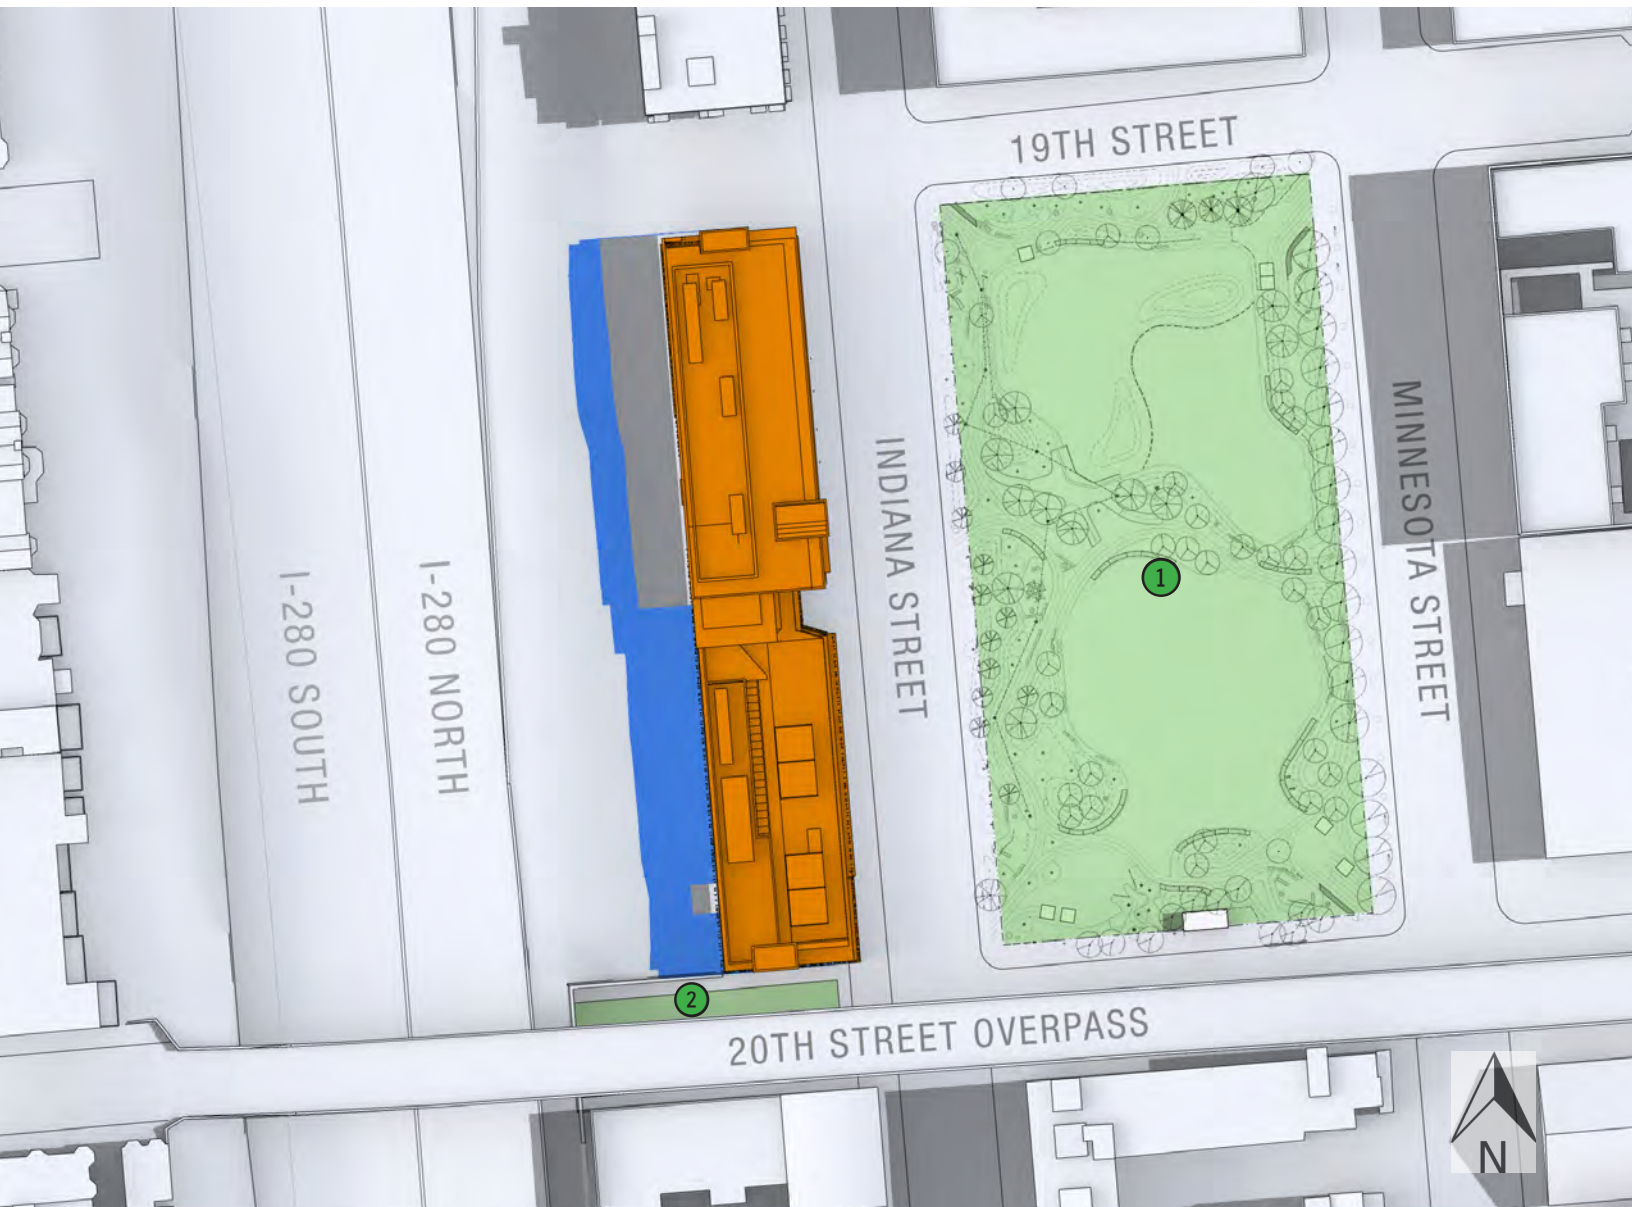 19TH STREET
MINNESOTA STREET
INDIANA STREET
I-280 NORTH
I-280 SOUTH
1
2
20TH STREET OVERPASS
N